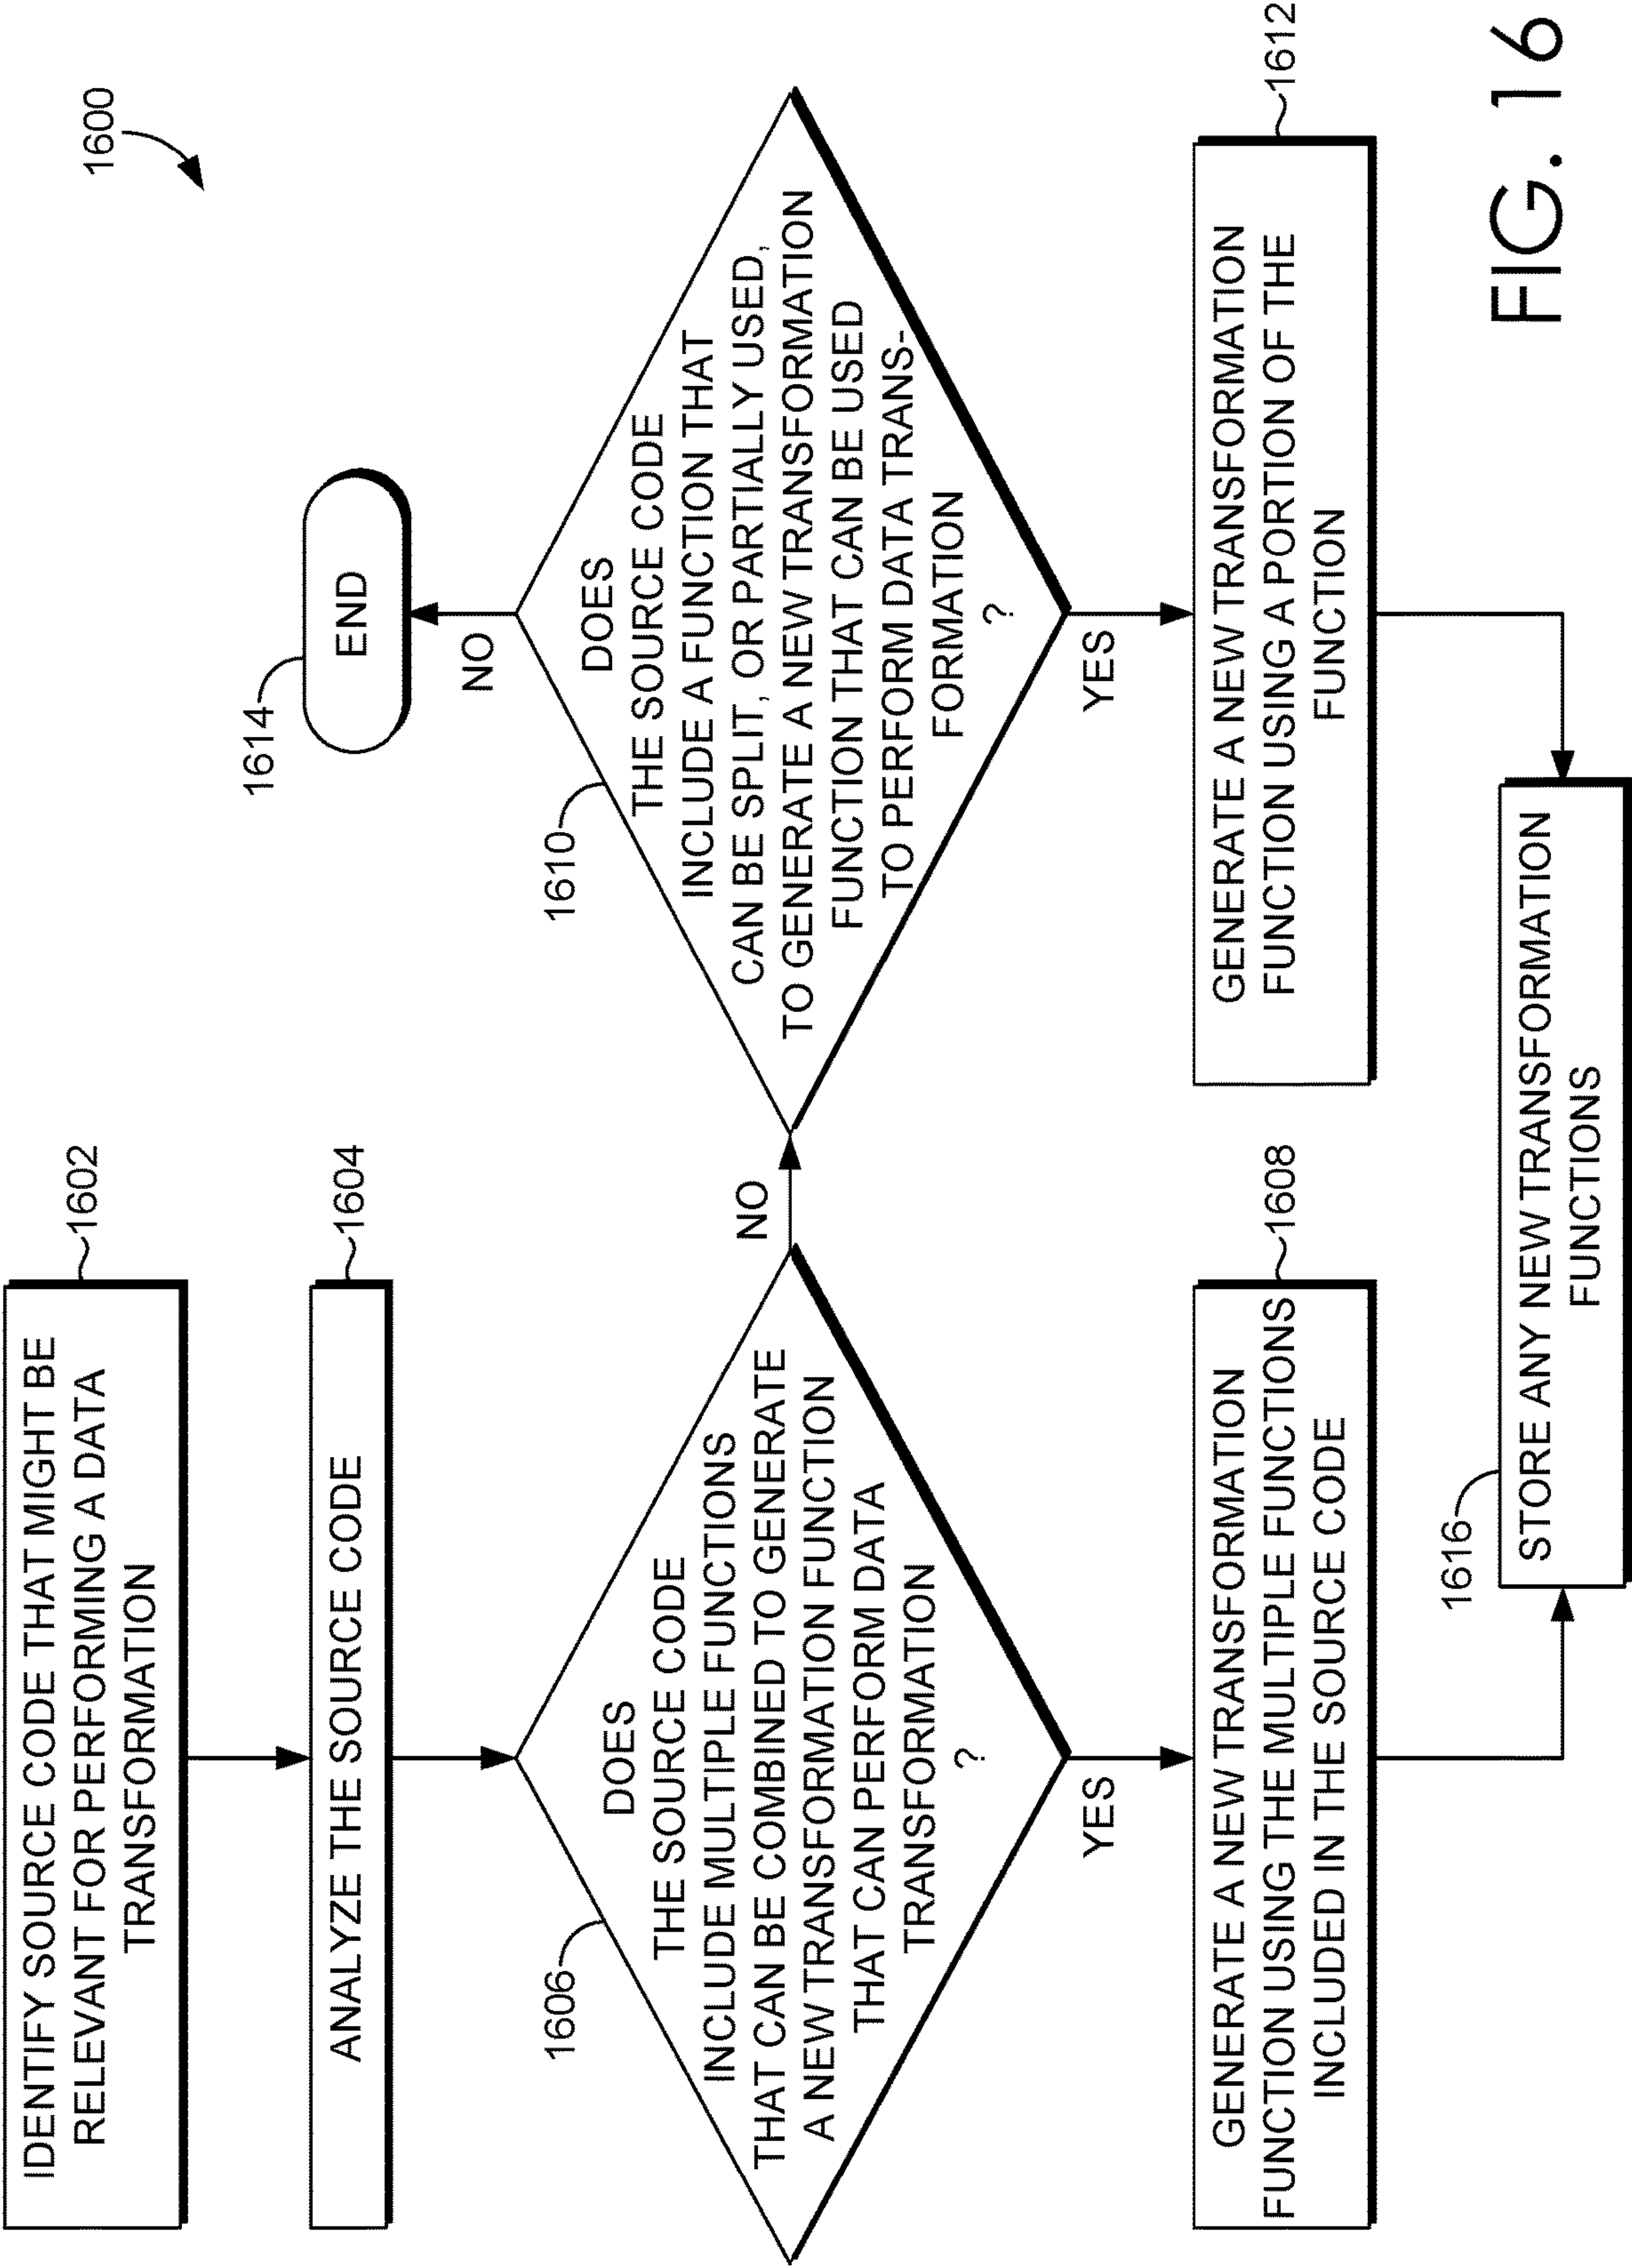 1600
IDENTIFY SOURCE CODE THAT MIGHT BE
RELEVANT FOR PERFORMING A DATA
TRANSFORMATION
1602
ANALYZE THE SOURCE CODE
1604
1606
DOES
THE SOURCE CODE
INCLUDE MULTIPLE FUNCTIONS
THAT CAN BE COMBINED TO GENERATE
A NEW TRANSFORMATION FUNCTION
THAT CAN PERFORM DATA
TRANSFORMATION
?
NO
YES
GENERATE A NEW TRANSFORMATION
FUNCTION USING THE MULTIPLE FUNCTIONS
INCLUDED IN THE SOURCE CODE
1608
1610
DOES
THE SOURCE CODE
INCLUDE A FUNCTION THAT
CAN BE SPLIT, OR PARTIALLY USED,
TO GENERATE A NEW TRANSFORMATION
FUNCTION THAT CAN BE USED
TO PERFORM DATA TRANS-
FORMATION
?
NO
1614
END
YES
GENERATE A NEW TRANSFORMATION
FUNCTION USING A PORTION OF THE
FUNCTION
1612
1616
STORE ANY NEW TRANSFORMATION
FUNCTIONS
FIG. 16